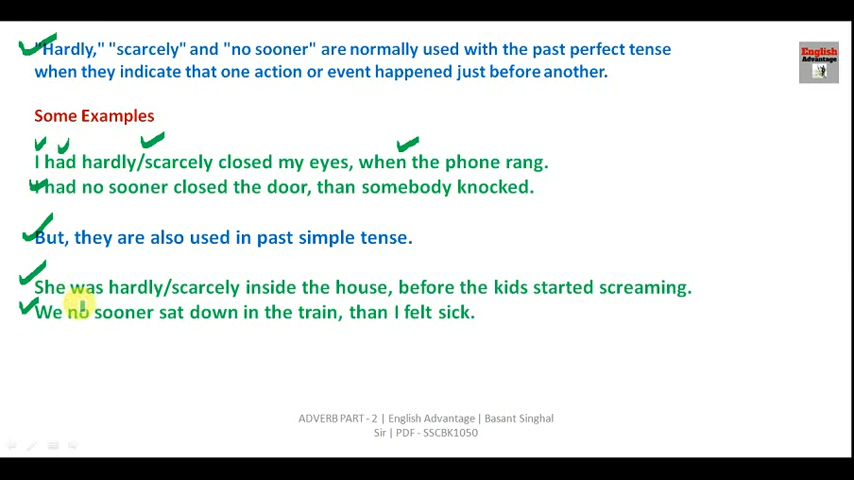 "Hardly," "scarcely" and "no sooner" are normally used with the past perfect tense
when they indicate that one action or event happened just before another.
English
Advantage
Some Examples
I had hardly/scarcely closed my eyes, when the phone rang.
I had no sooner closed the door, than somebody knocked.
But, they are also used in past simple tense.
She was hardly/scarcely inside the house, before the kids started screaming.
We no sooner sat down in the train, than I felt sick.
ADVERB PART - 2 | English Advantage | Basant Singhal
Sir | PDF - SSCBK1050